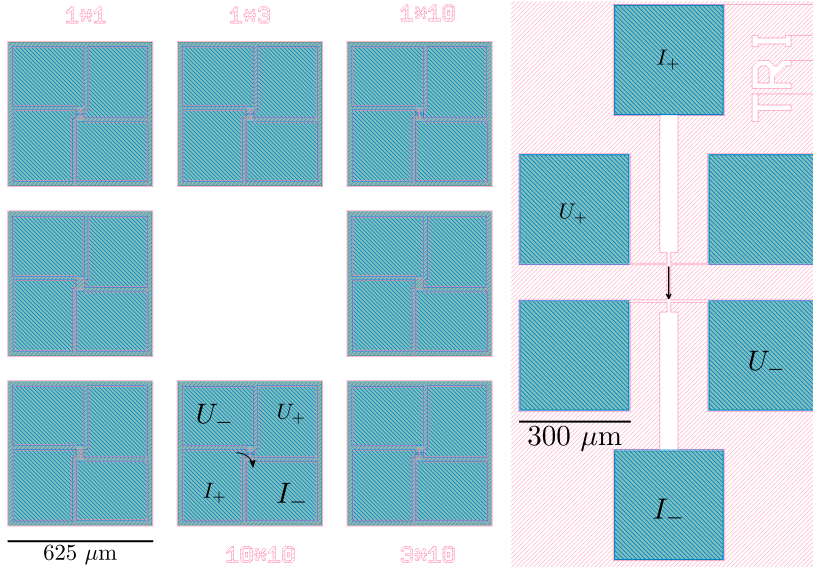 1*1
1*3
1*10
U₋
U₊
I₊
I₋
10*10
3*10
625 μm
I₊
TRI
U₊
U₋
300 μm
I₋